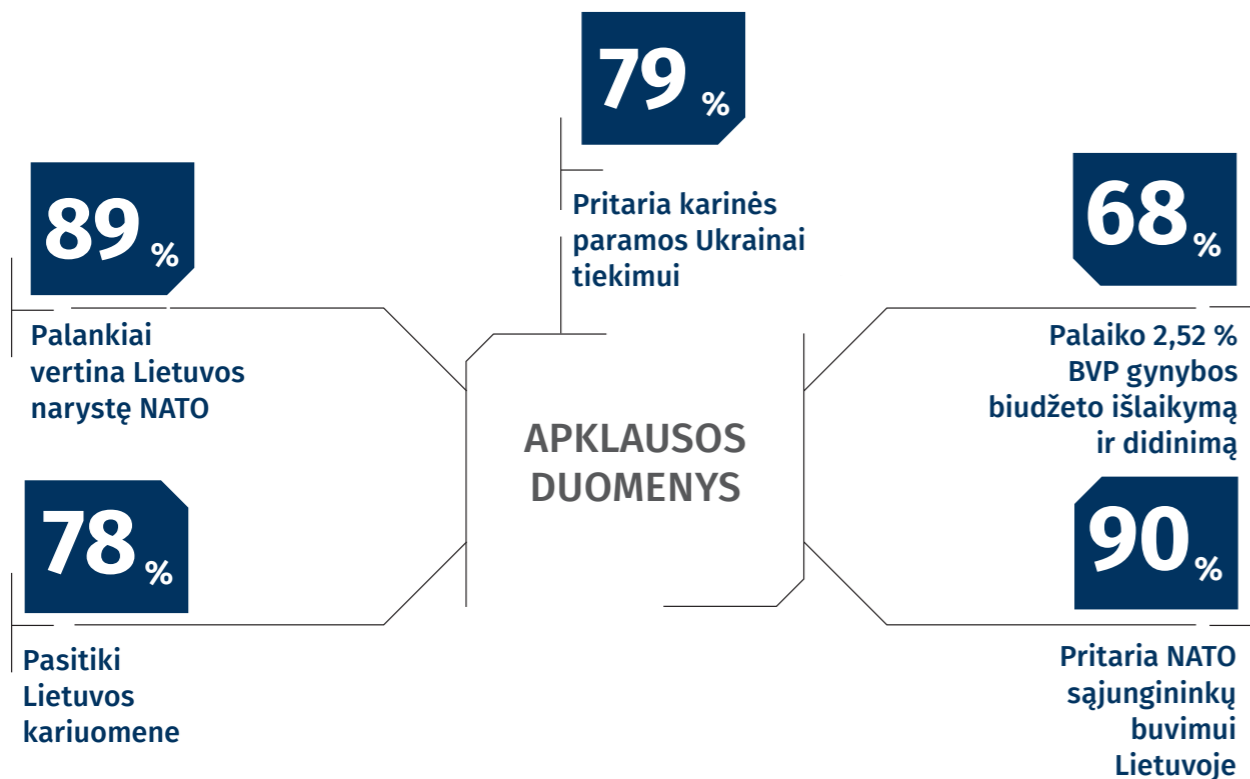 79 %
Pritaria karinės
paramos Ukrainai
tiekimui
89 %
Palankiai
vertina Lietuvos
narystę NATO
68 %
Palaiko 2,52 %
BVP gynybos
biudžeto išlaikymą
ir didinimą
APKLAUSOS
DUOMENYS
78 %
Pasitiki
Lietuvos
kariuomene
90 %
Pritaria NATO
sąjungininkų
buvimui
Lietuvoje